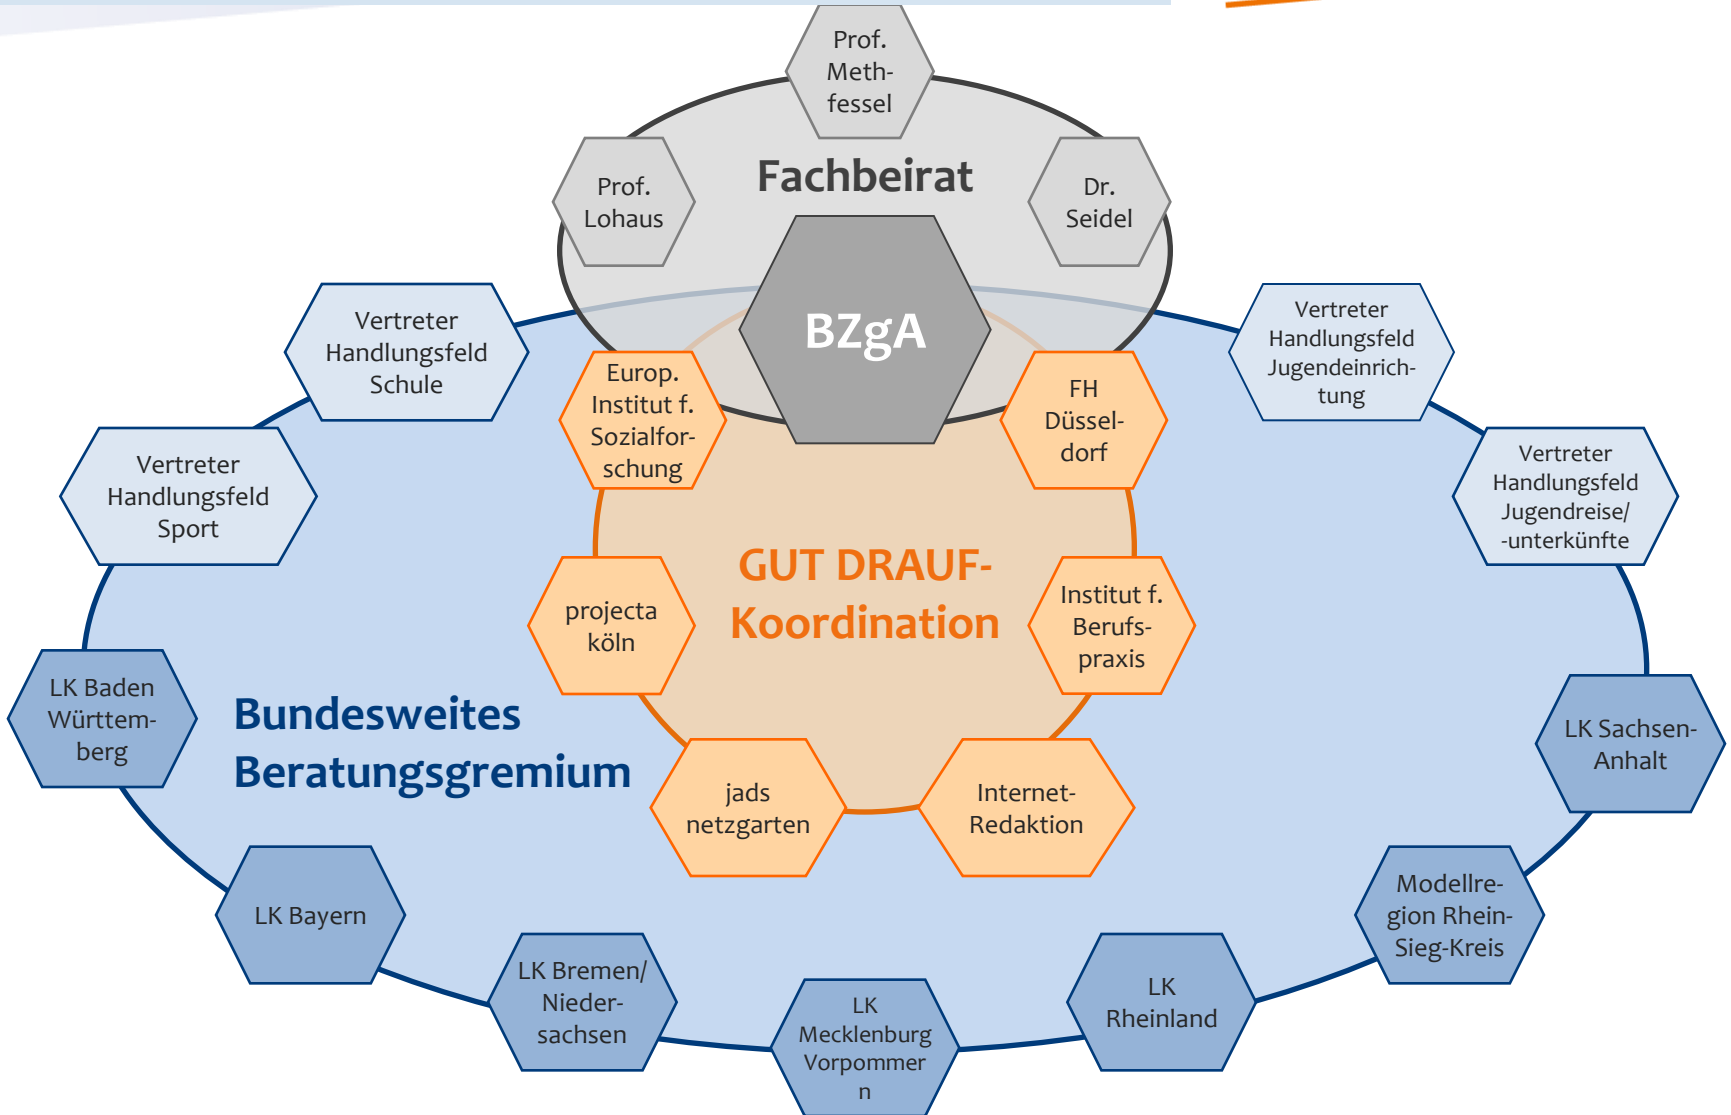 Prof.
Meth-
fessel
Fachbeirat
Prof.
Lohaus
Dr.
Seidel
BZgA
Vertreter
Handlungsfeld
Schule
Vertreter
Handlungsfeld
Jugendeinrich-
tung
Europ.
Institut f.
Sozialfor-
schung
FH
Düssel-
dorf
Vertreter
Handlungsfeld
Sport
Vertreter
Handlungsfeld
Jugendreise/
-unterkünfte
GUT DRAUF-
Koordination
projecta
köln
Institut f.
Berufs-
praxis
LK Baden
Württem-
berg
Bundesweites
Beratungsgremium
LK Sachsen-
Anhalt
jads
netzgarten
Internet-
Redaktion
LK Bayern
Modellre-
gion Rhein-
Sieg-Kreis
LK Bremen/
Nieder-
sachsen
LK
Mecklenburg
Vorpommer
n
LK
Rheinland